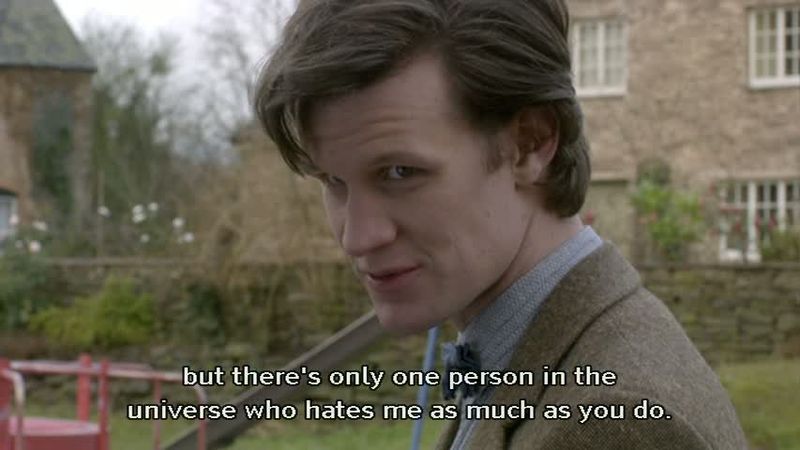 but there's only one person in the
universe who hates me as much as you do.